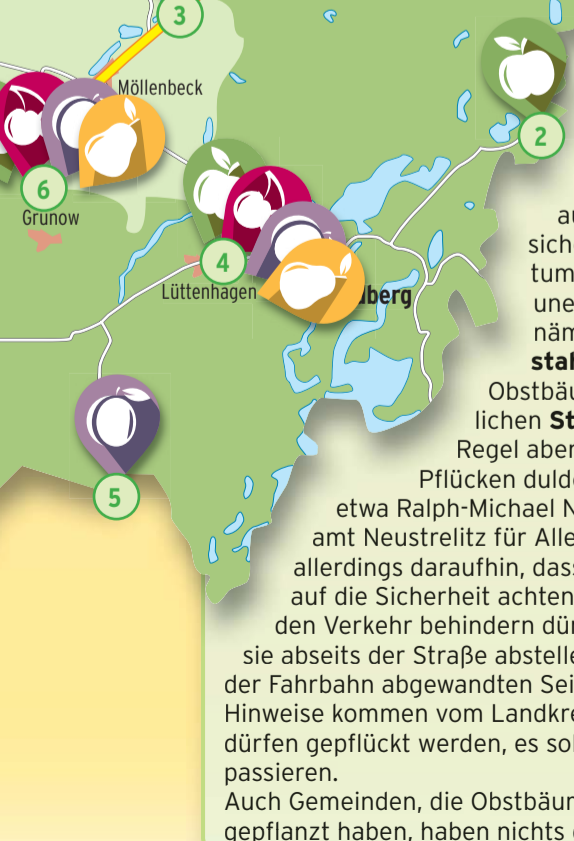 3
Möllenbeck
2
6
Grunow
4
Lüttenhagen
5
au
sich
tum
une
näm
Obstbäu
lichen St
Regel aber
Pflücken dulde
etwa Ralph-Michael N
amt Neustrelitz für Alle
allerdings daraufhin, dass
auf die Sicherheit achten
den Verkehr behindern dür
sie abseits der Straße abstelle
der Fahrbahn abgewandten Sei
Hinweise kommen vom Landkre
dürfen gepflückt werden, es sol
passieren.
Auch Gemeinden, die Obstbäum
gepflanzt haben, haben nichts